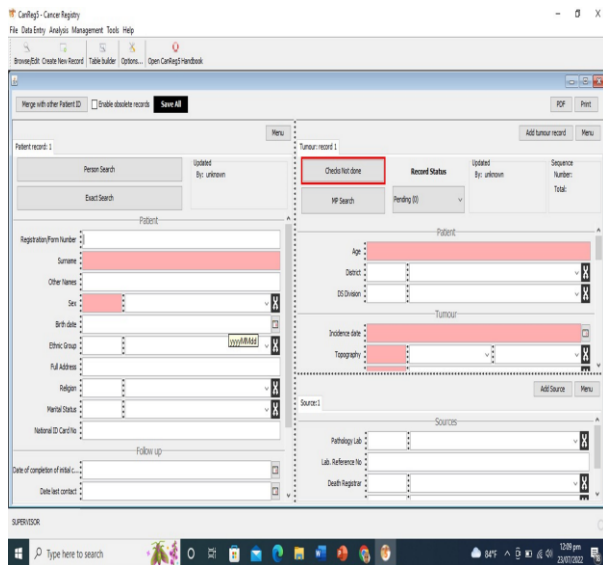 CanReg5 - Cancer Registry
File Data Entry Analysis Management Tools Help
Browse/Edit Create New Record Table builder Options... Open CanReg5 Handbook
Merge with other Patient ID Enable obsolete records Save All PDF Print
Menu
Patient record: 1
Person Search
Exact Search
Updated
By: unknown
Patient
Registration/Form Number
Surname
Other Names
Sex
Birth date
yyyyMMdd
Ethnic Group
Full Address
Religion
Marital Status
National ID Card No
Follow up
Date of completion of initial c...
Date last contact
Add tumour record Menu
Tumour: record 1
Checks Not done
MP Search
Record Status
Pending (0)
Updated
By: unknown
Sequence
Number:
Total:
Patient
Age
District
DS Division
Tumour
Incidence date
Topography
Add Source Menu
Source:1
Sources
Pathology Lab
Lab. Reference No
Death Registrar
SUPERVISOR
Type here to search
84°F
12:09 pm
23/07/2022